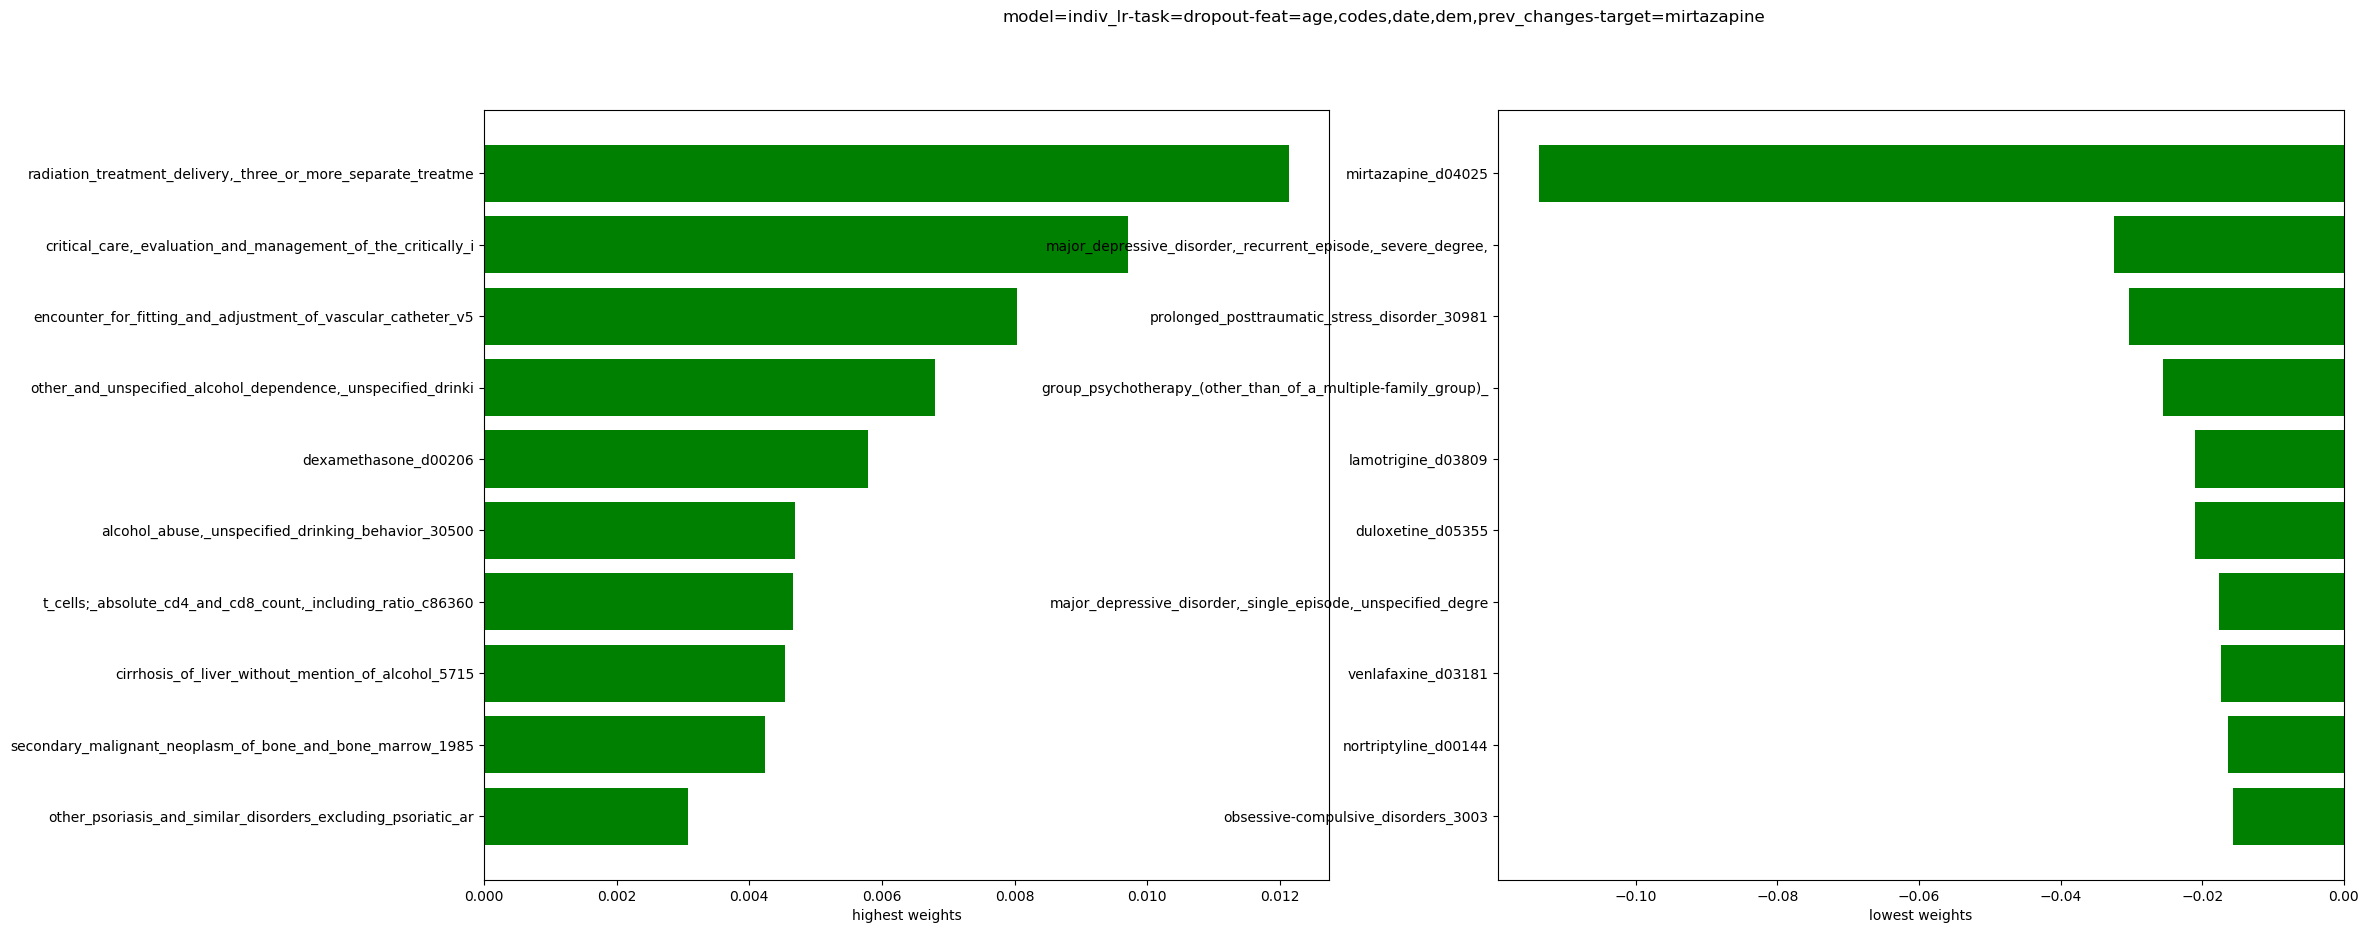 model=indiv_lr-task=dropout-feat=age,codes,date,dem,prev_changes-target=mirtazapine
radiation_treatment_delivery,_three_or_more_separate_treatme
critical_care,_evaluation_and_management_of_the_critically_i
encounter_for_fitting_and_adjustment_of_vascular_catheter_v5
other_and_unspecified_alcohol_dependence,_unspecified_drinki
dexamethasone_d00206
alcohol_abuse,_unspecified_drinking_behavior_30500
t_cells;_absolute_cd4_and_cd8_count,_including_ratio_c86360
cirrhosis_of_liver_without_mention_of_alcohol_5715
secondary_malignant_neoplasm_of_bone_and_bone_marrow_1985
other_psoriasis_and_similar_disorders_excluding_psoriatic_ar
0.000 0.002 0.004 0.006 0.008 0.010 0.012
highest weights
mirtazapine_d04025
major_depressive_disorder,_recurrent_episode,_severe_degree,
prolonged_posttraumatic_stress_disorder_30981
group_psychotherapy_(other_than_of_a_multiple-family_group)_
lamotrigine_d03809
duloxetine_d05355
major_depressive_disorder,_single_episode,_unspecified_degre
venlafaxine_d03181
nortriptyline_d00144
obsessive-compulsive_disorders_3003
−0.10 −0.08 −0.06 −0.04 −0.02 0.00
lowest weights